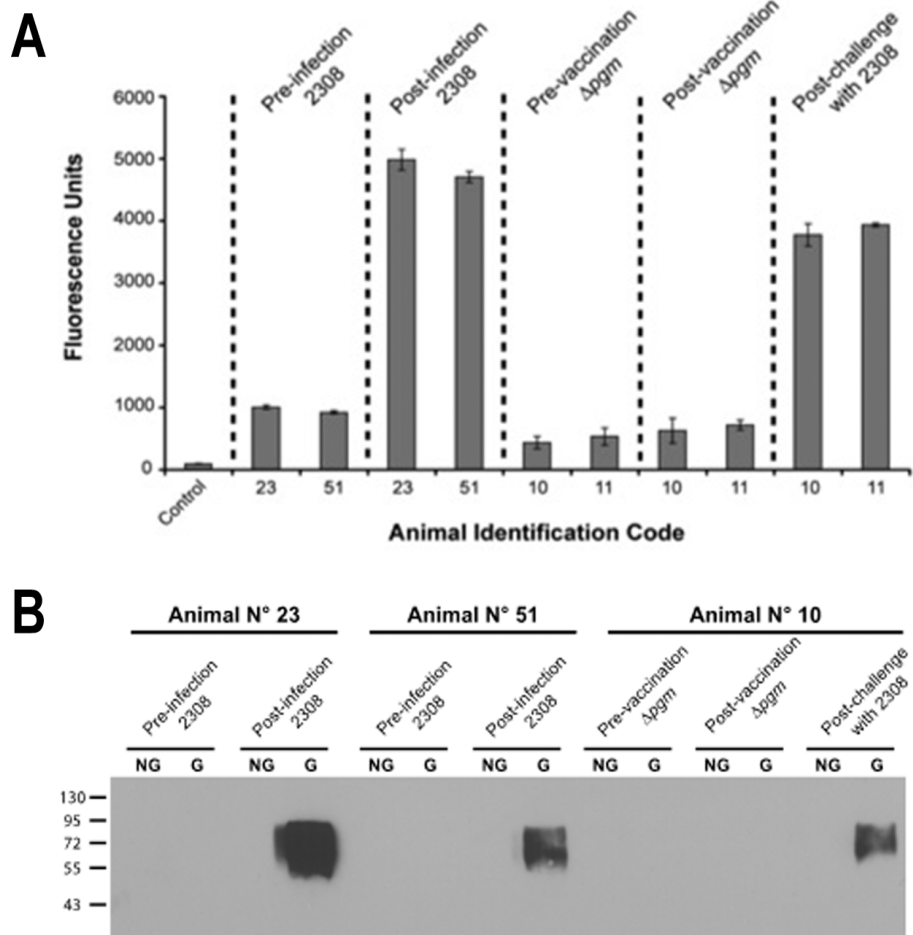 A
Pre-infection
2308
Post-infection
2308
Pre-vaccination
Δpgm
Post-vaccination
Δpgm
Post-challenge
with 2308
Fluorescence Units
6000
5000
4000
3000
2000
1000
0
Control
23 51 23 51 10 11 10 11 10 11
Animal Identification Code
B
Animal N° 23 Animal N° 51 Animal N° 10
Pre-infection
2308
Post-infection
2308
Pre-infection
2308
Post-infection
2308
Pre-vaccination
Δpgm
Post-vaccination
Δpgm
Post-challenge
with 2308
NG G NG G NG G NG G NG G NG G NG G
130
95
72
55
43